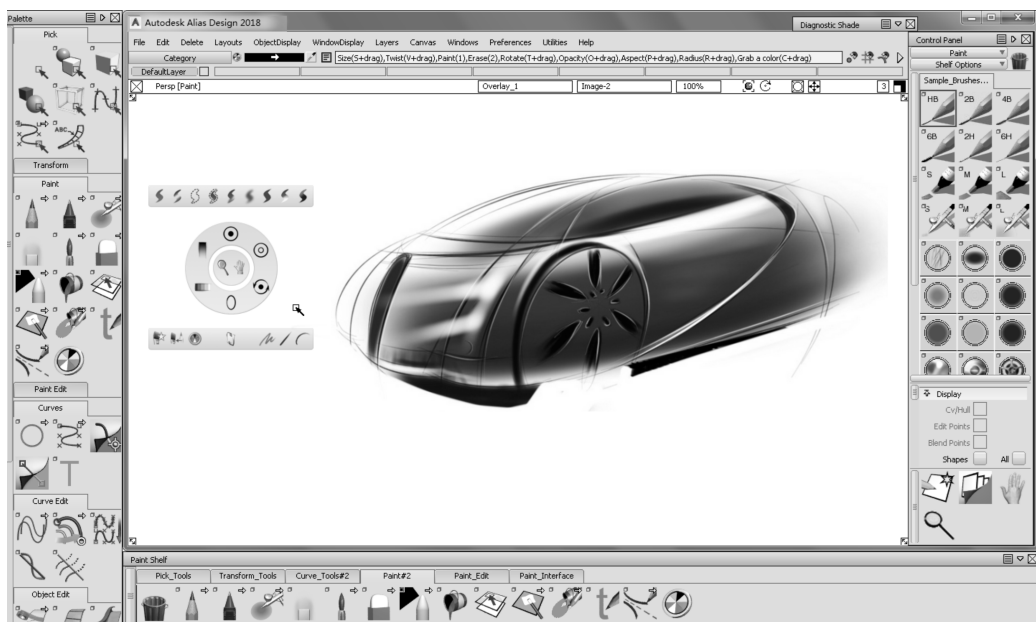 Palette
Pick
ABC
Transform
Paint
t
Paint Edit
Curves
T
Curve Edit
Object Edit
Autodesk Alias Design 2018
Diagnostic Shade
File Edit Delete Layouts ObjectDisplay WindowDisplay Layers Canvas Windows Preferences Utilities Help
Category
Size(S+drag),Twist(V+drag),Paint(1),Erase(2),Rotate(T+drag),Opacity(O+drag),Aspect(P+drag),Radius(R+drag),Grab a color(C+drag)
DefaultLayer
Persp [Paint] Overlay_1 Image-2 100% 3
Control Panel
Paint
Shelf Options
Sample_Brushes...
HB 2B 4B
6B 2H 6H
S M L
S M L
Display
Cv/Hull
Edit Points
Blend Points
Shapes All
Paint Shelf
Pick_Tools Transform_Tools Curve_Tools#2 Paint#2 Paint_Edit Paint_Interface
t